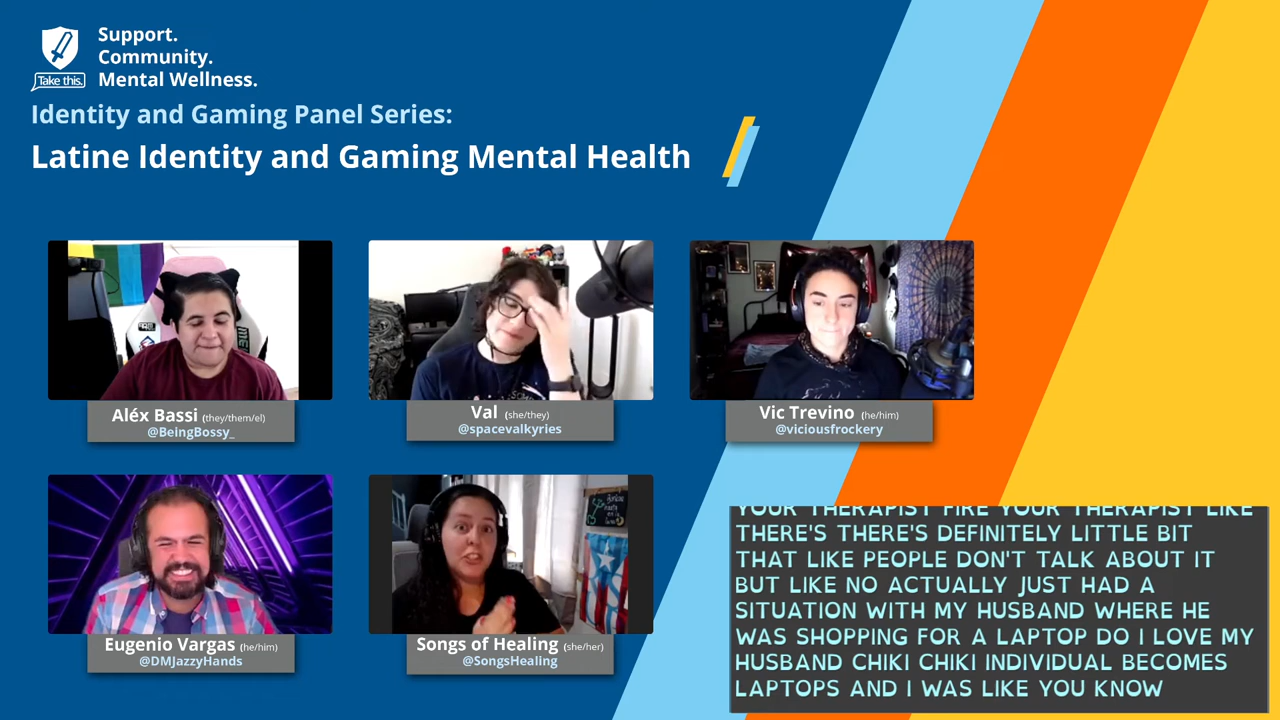 Support.
Community.
Mental Wellness.
Take this.
Identity and Gaming Panel Series:
Latine Identity and Gaming Mental Health
Aléx Bassi (they/them/el)
@BeingBossy_
Val (she/they)
@spacevalkyries
Vic Trevino (he/him)
@viciousfrockery
Eugenio Vargas (he/him)
@DMJazzyHands
Songs of Healing (she/her)
@SongsHealing
YOUR THERAPIST FIRE YOUR THERAPIST LIKE
THERE'S THERE'S DEFINITELY LITTLE BIT
THAT LIKE PEOPLE DON'T TALK ABOUT IT
BUT LIKE NO ACTUALLY JUST HAD A
SITUATION WITH MY HUSBAND WHERE HE
WAS SHOPPING FOR A LAPTOP DO I LOVE MY
HUSBAND CHIKI CHIKI INDIVIDUAL BECOMES
LAPTOPS AND I WAS LIKE YOU KNOW